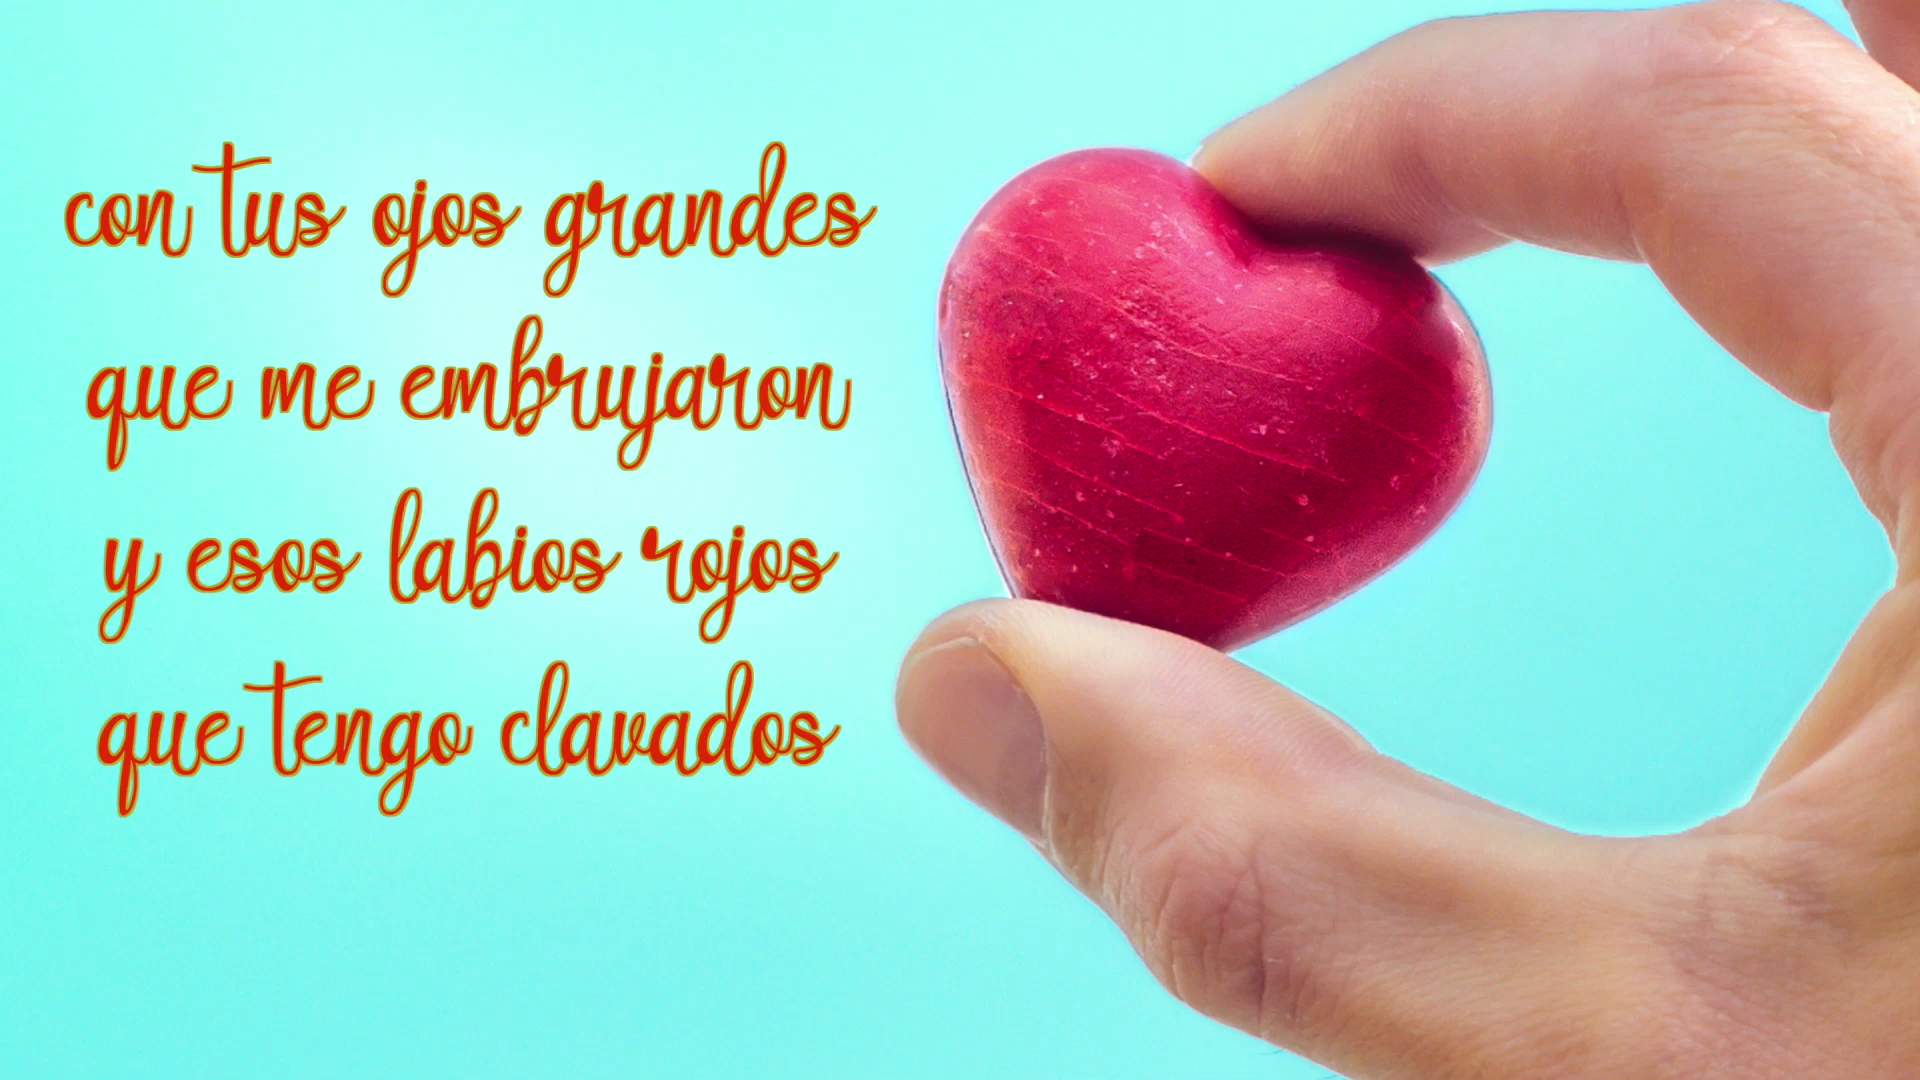 con tus ojos grandes
que me embrujaron
y esos labios rojos
que tengo clavados